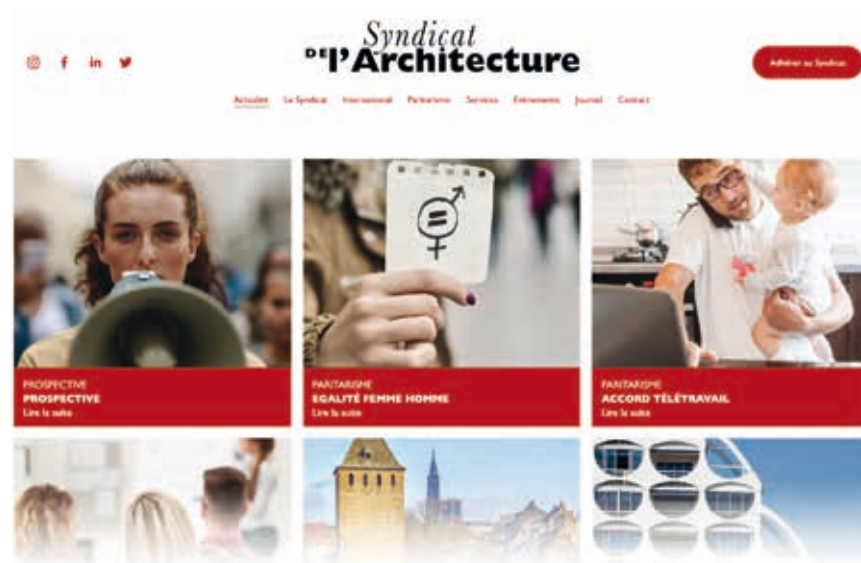 Syndicat
DE l'Architecture
Adhérer au Syndicat
Actualité Le Syndicat International Paritarisme Services Evénements Journal Contact
PROSPECTIVE
PROSPECTIVE
Lire la suite
PARITARISME
EGALITÉ FEMME HOMME
Lire la suite
PARITARISME
ACCORD TÉLÉTRAVAIL
Lire la suite